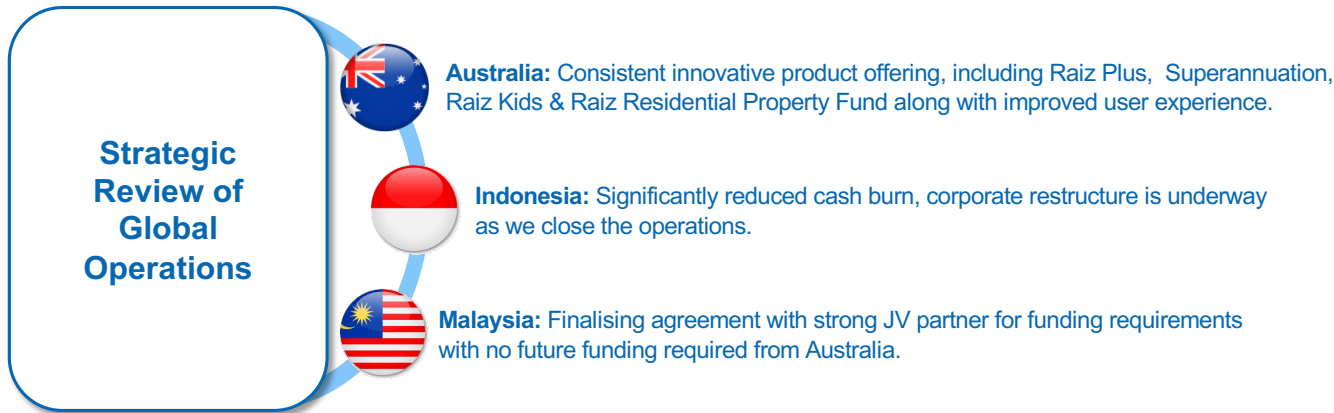 Strategic
Review of
Global
Operations
Australia: Consistent innovative product offering, including Raiz Plus, Superannuation,
Raiz Kids & Raiz Residential Property Fund along with improved user experience.
Indonesia: Significantly reduced cash burn, corporate restructure is underway
as we close the operations.
Malaysia: Finalising agreement with strong JV partner for funding requirements
with no future funding required from Australia.